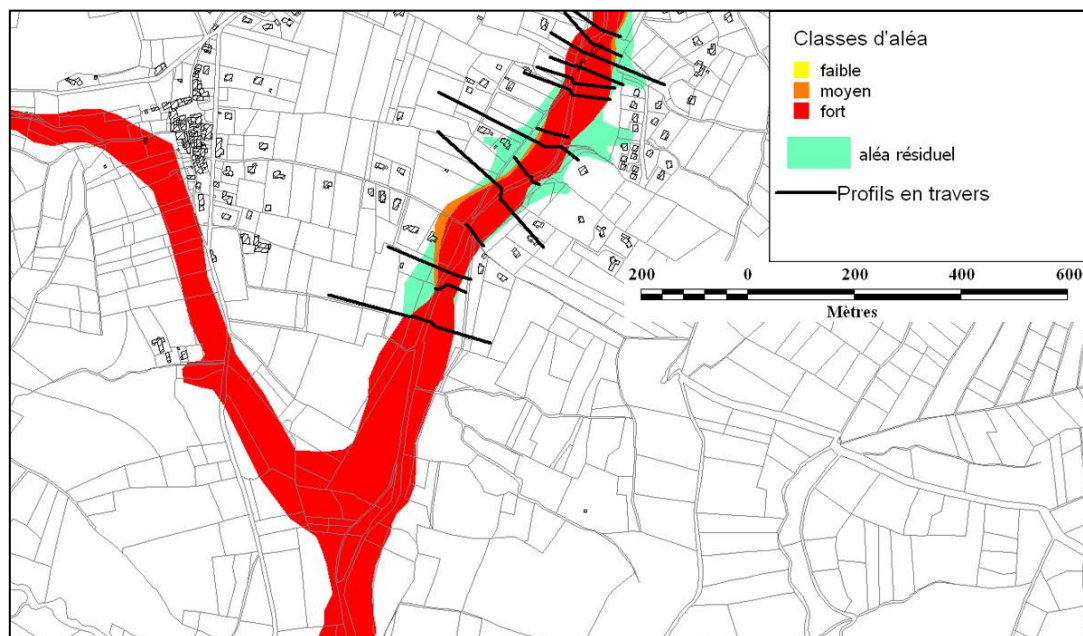 Classes d'aléa
faible
moyen
fort
aléa résiduel
Profils en travers
200 0 200 400 600
Mètres